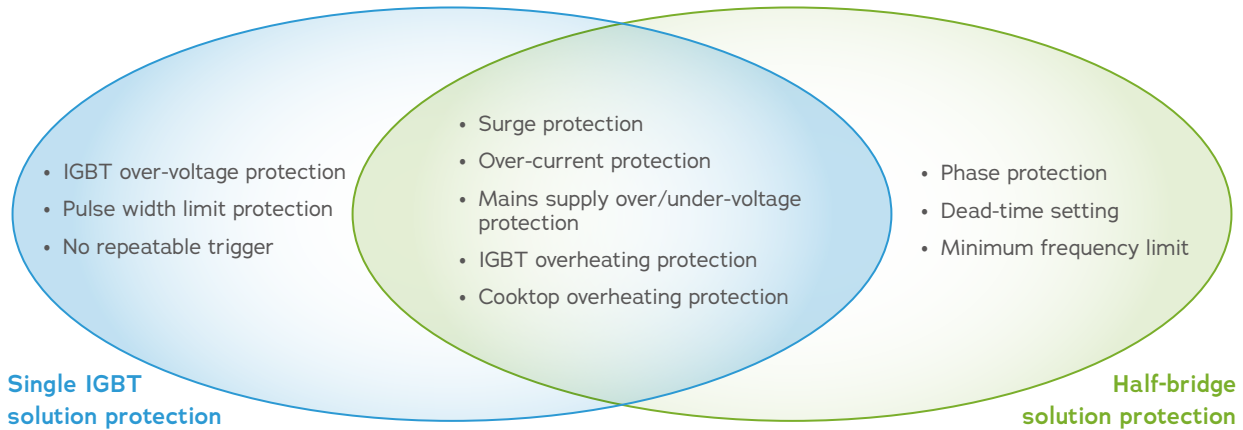 • IGBT over-voltage protection
• Pulse width limit protection
• No repeatable trigger
• Surge protection
• Over-current protection
• Mains supply over/under-voltage
protection
• IGBT overheating protection
• Cooktop overheating protection
• Phase protection
• Dead-time setting
• Minimum frequency limit
Single IGBT
solution protection
Half-bridge
solution protection